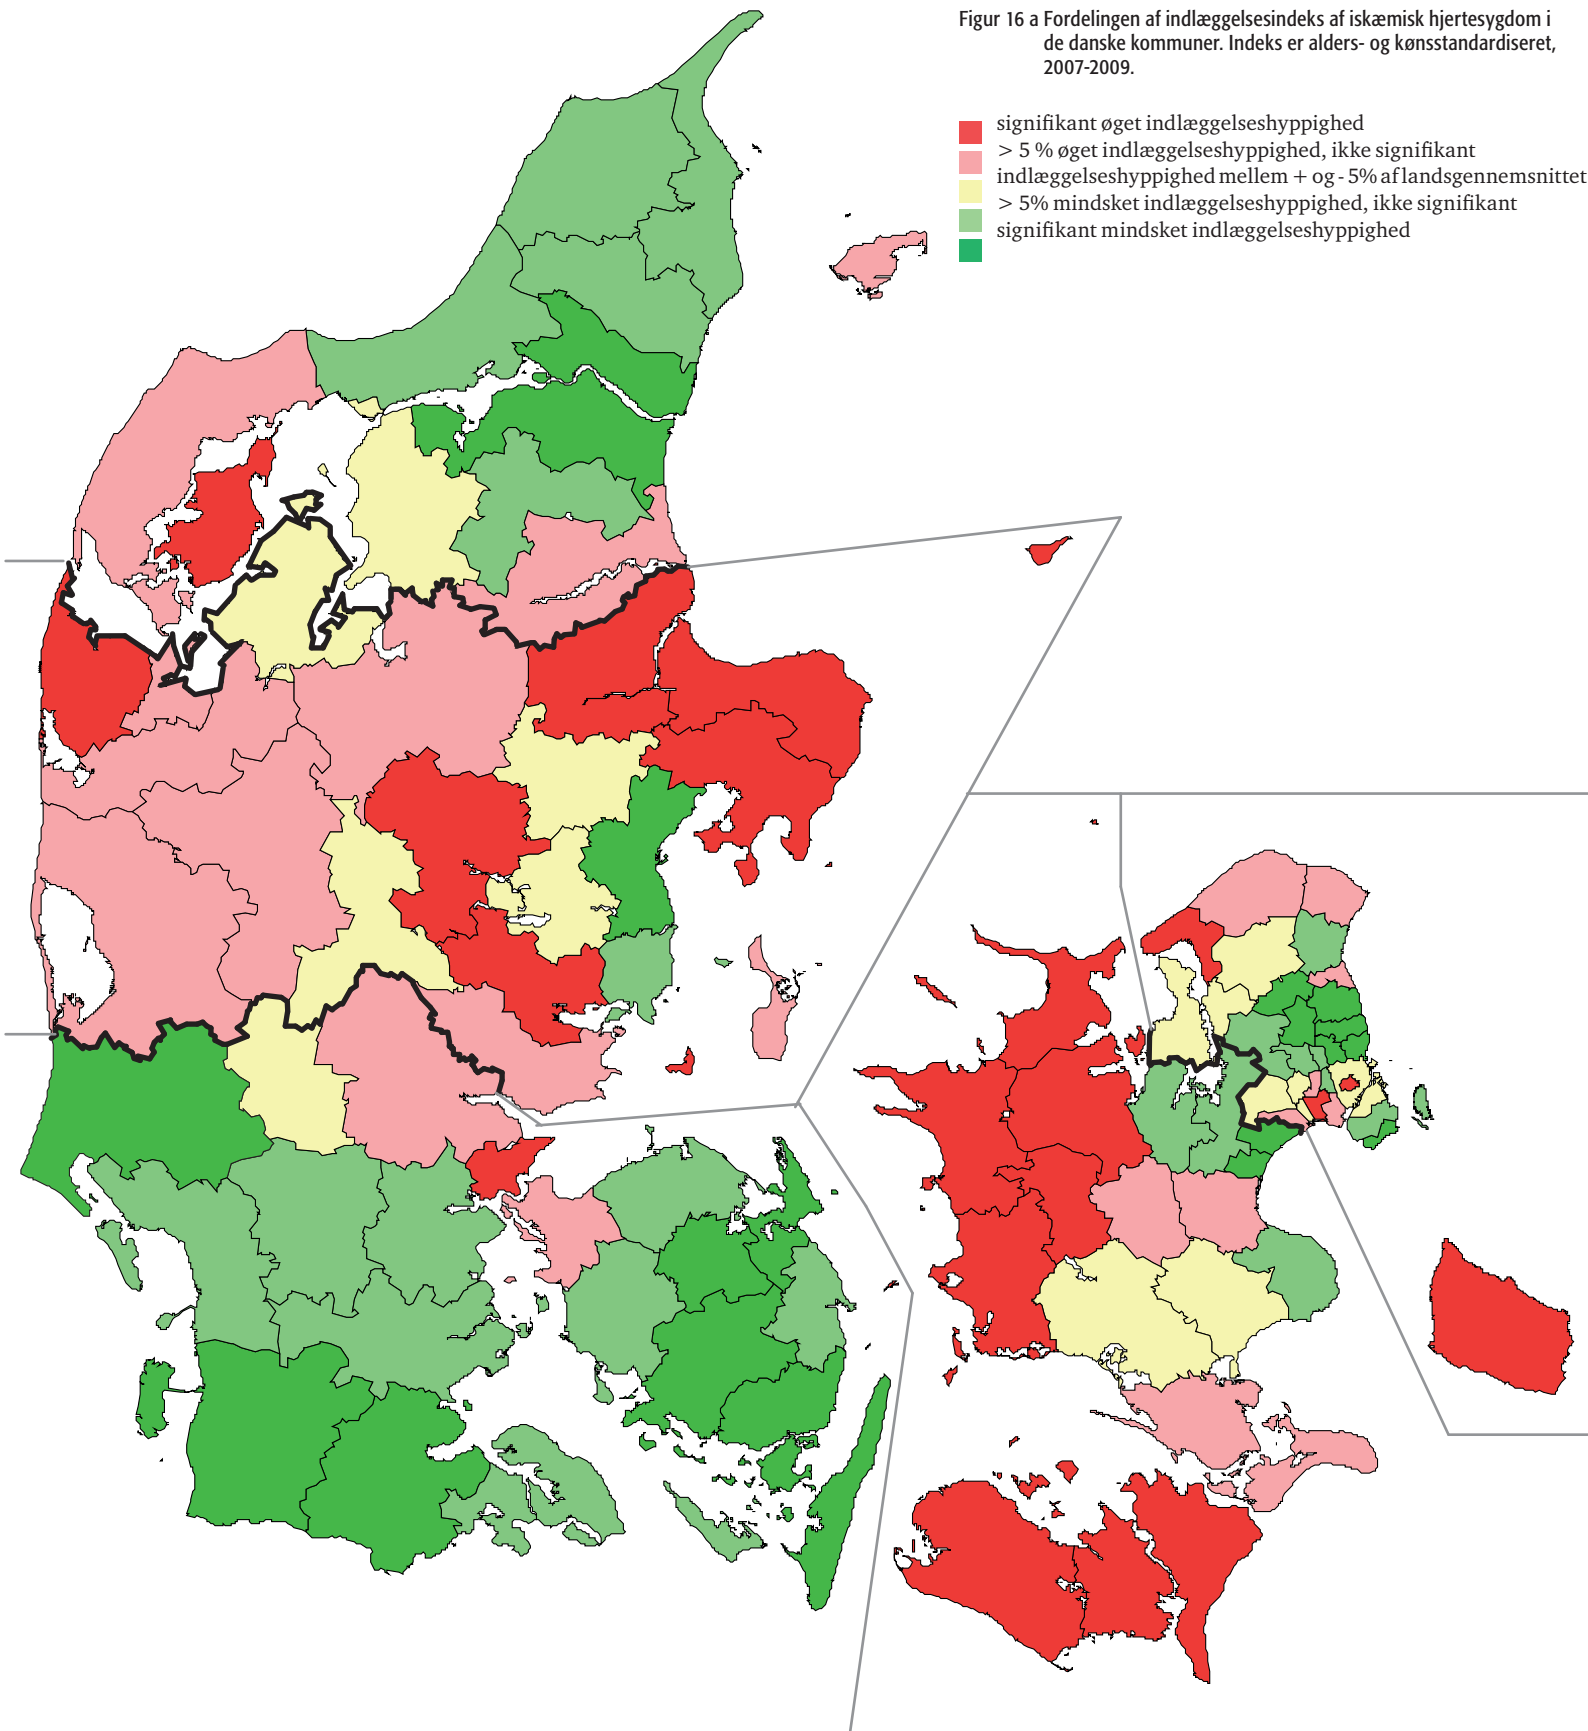 Figur 16 a Fordelingen af indlæggelsesindeks af iskæmisk hjertesygdom i
de danske kommuner. Indeks er alders- og kønsstandardiseret,
2007-2009.
signifikant øget indlæggelseshyppighed
> 5 % øget indlæggelseshyppighed, ikke signifikant
indlæggelseshyppighed mellem + og - 5% af landsgennemsnittet
> 5% mindsket indlæggelseshyppighed, ikke signifikant
signifikant mindsket indlæggelseshyppighed